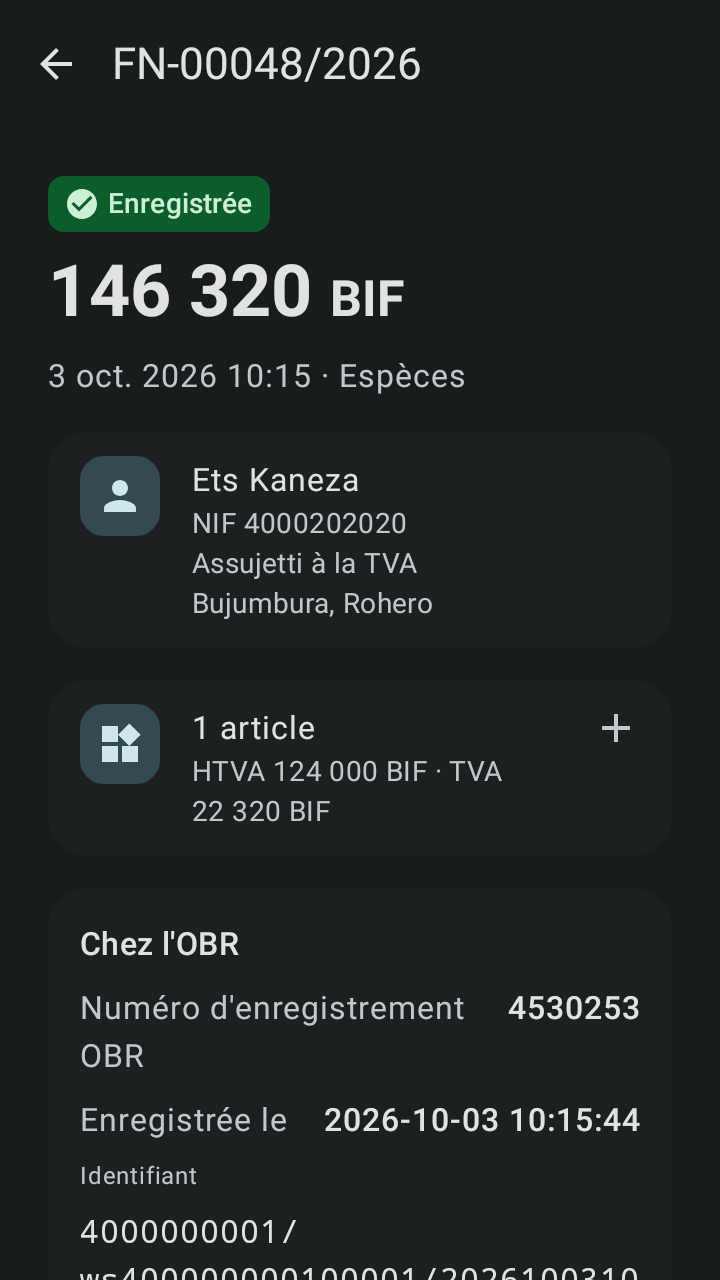 FN-00048/2026
Enregistrée
146 320 BIF
3 oct. 2026 10:15 · Espèces
Ets Kaneza
NIF 4000202020
Assujetti à la TVA
Bujumbura, Rohero
1 article
HTVA 124 000 BIF · TVA
22 320 BIF
Chez l'OBR
Numéro d'enregistrement 4530253
OBR
Enregistrée le 2026-10-03 10:15:44
Identifiant
4000000001/
ws400000000100001/2026100310